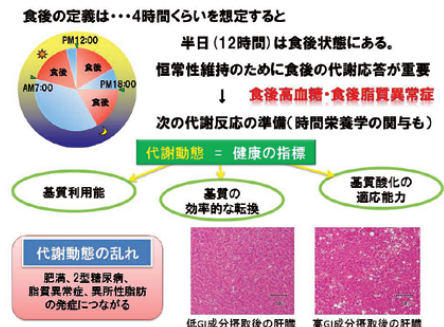 食後の定義は・・・4時間くらいを想定すると
半日(12時間)は食後状態にある。
恒常性維持のために食後の代謝応答が重要
↓ 食後高血糖・食後脂質異常症
次の代謝反応の準備(時間栄養学の関与も)
PM12:00
食後
食後
AM7:00
PM18:00
食後
代謝動態 = 健康の指標
基質利用能
基質の
効率的な転換
基質酸化の
適応能力
代謝動態の乱れ
肥満、2型糖尿病、
脂質異常症、異所性脂肪
の発症につながる
低GI成分摂取後の肝臓
高GI成分摂取後の肝臓